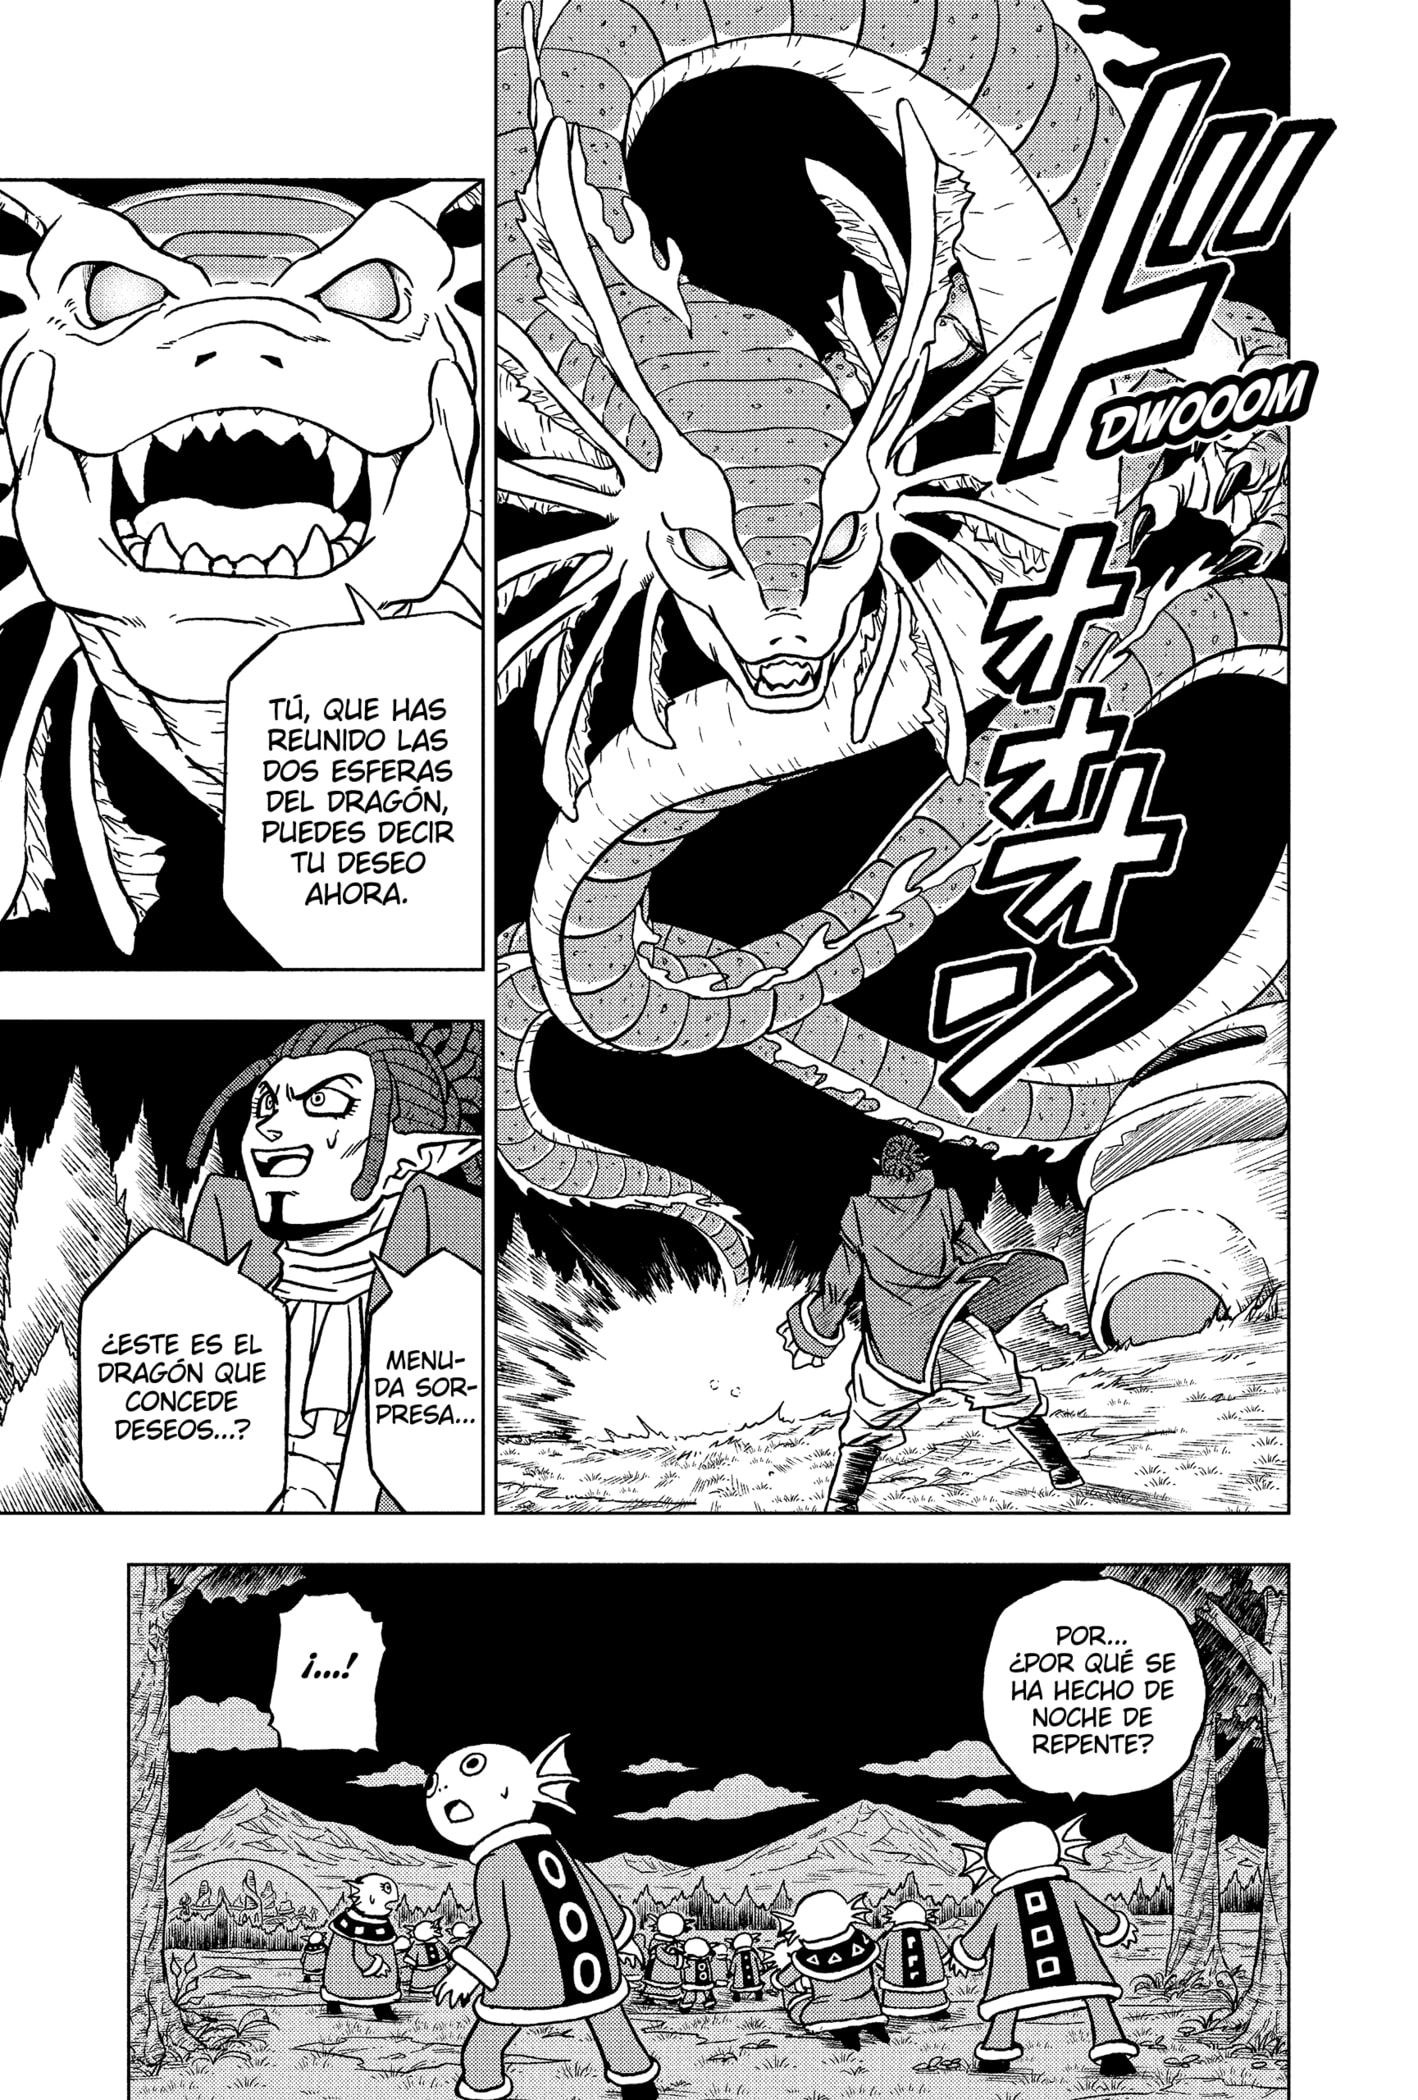 ドドオオオン
DWOOOM
TÚ, QUE HAS
REUNIDO LAS
DOS ESFERAS
DEL DRAGÓN,
PUEDES DECIR
TU DESEO
AHORA.
MENU-
DA SOR-
PRESA...
¿ESTE ES EL
DRAGÓN QUE
CONCEDE
DESEOS...?
POR...
¿POR QUÉ SE
HA HECHO DE
NOCHE DE
REPENTE?
¡...!